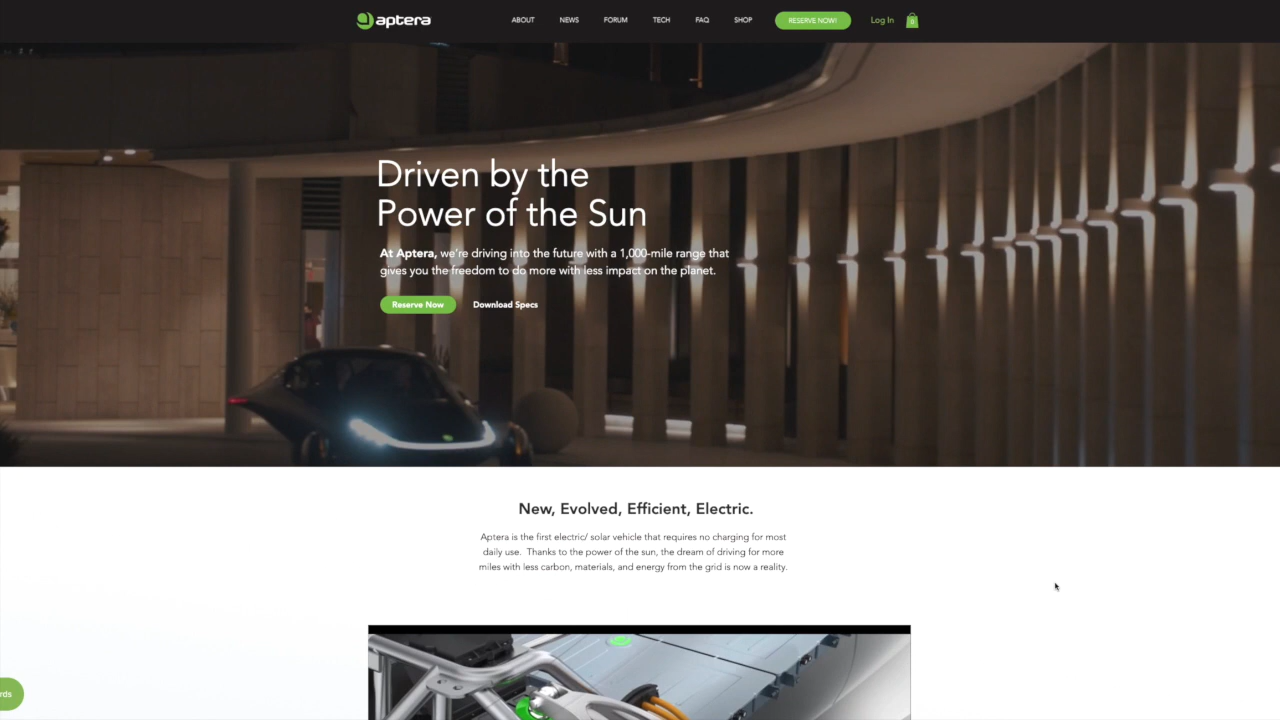 aptera
ABOUT NEWS FORUM TECH FAQ SHOP RESERVE NOW! Log In 0
Driven by the
Power of the Sun
At Aptera, we're driving into the future with a 1,000-mile range that
gives you the freedom to do more with less impact on the planet.
Reserve Now Download Specs
New, Evolved, Efficient, Electric.
Aptera is the first electric/ solar vehicle that requires no charging for most
daily use. Thanks to the power of the sun, the dream of driving for more
miles with less carbon, materials, and energy from the grid is now a reality.
rds